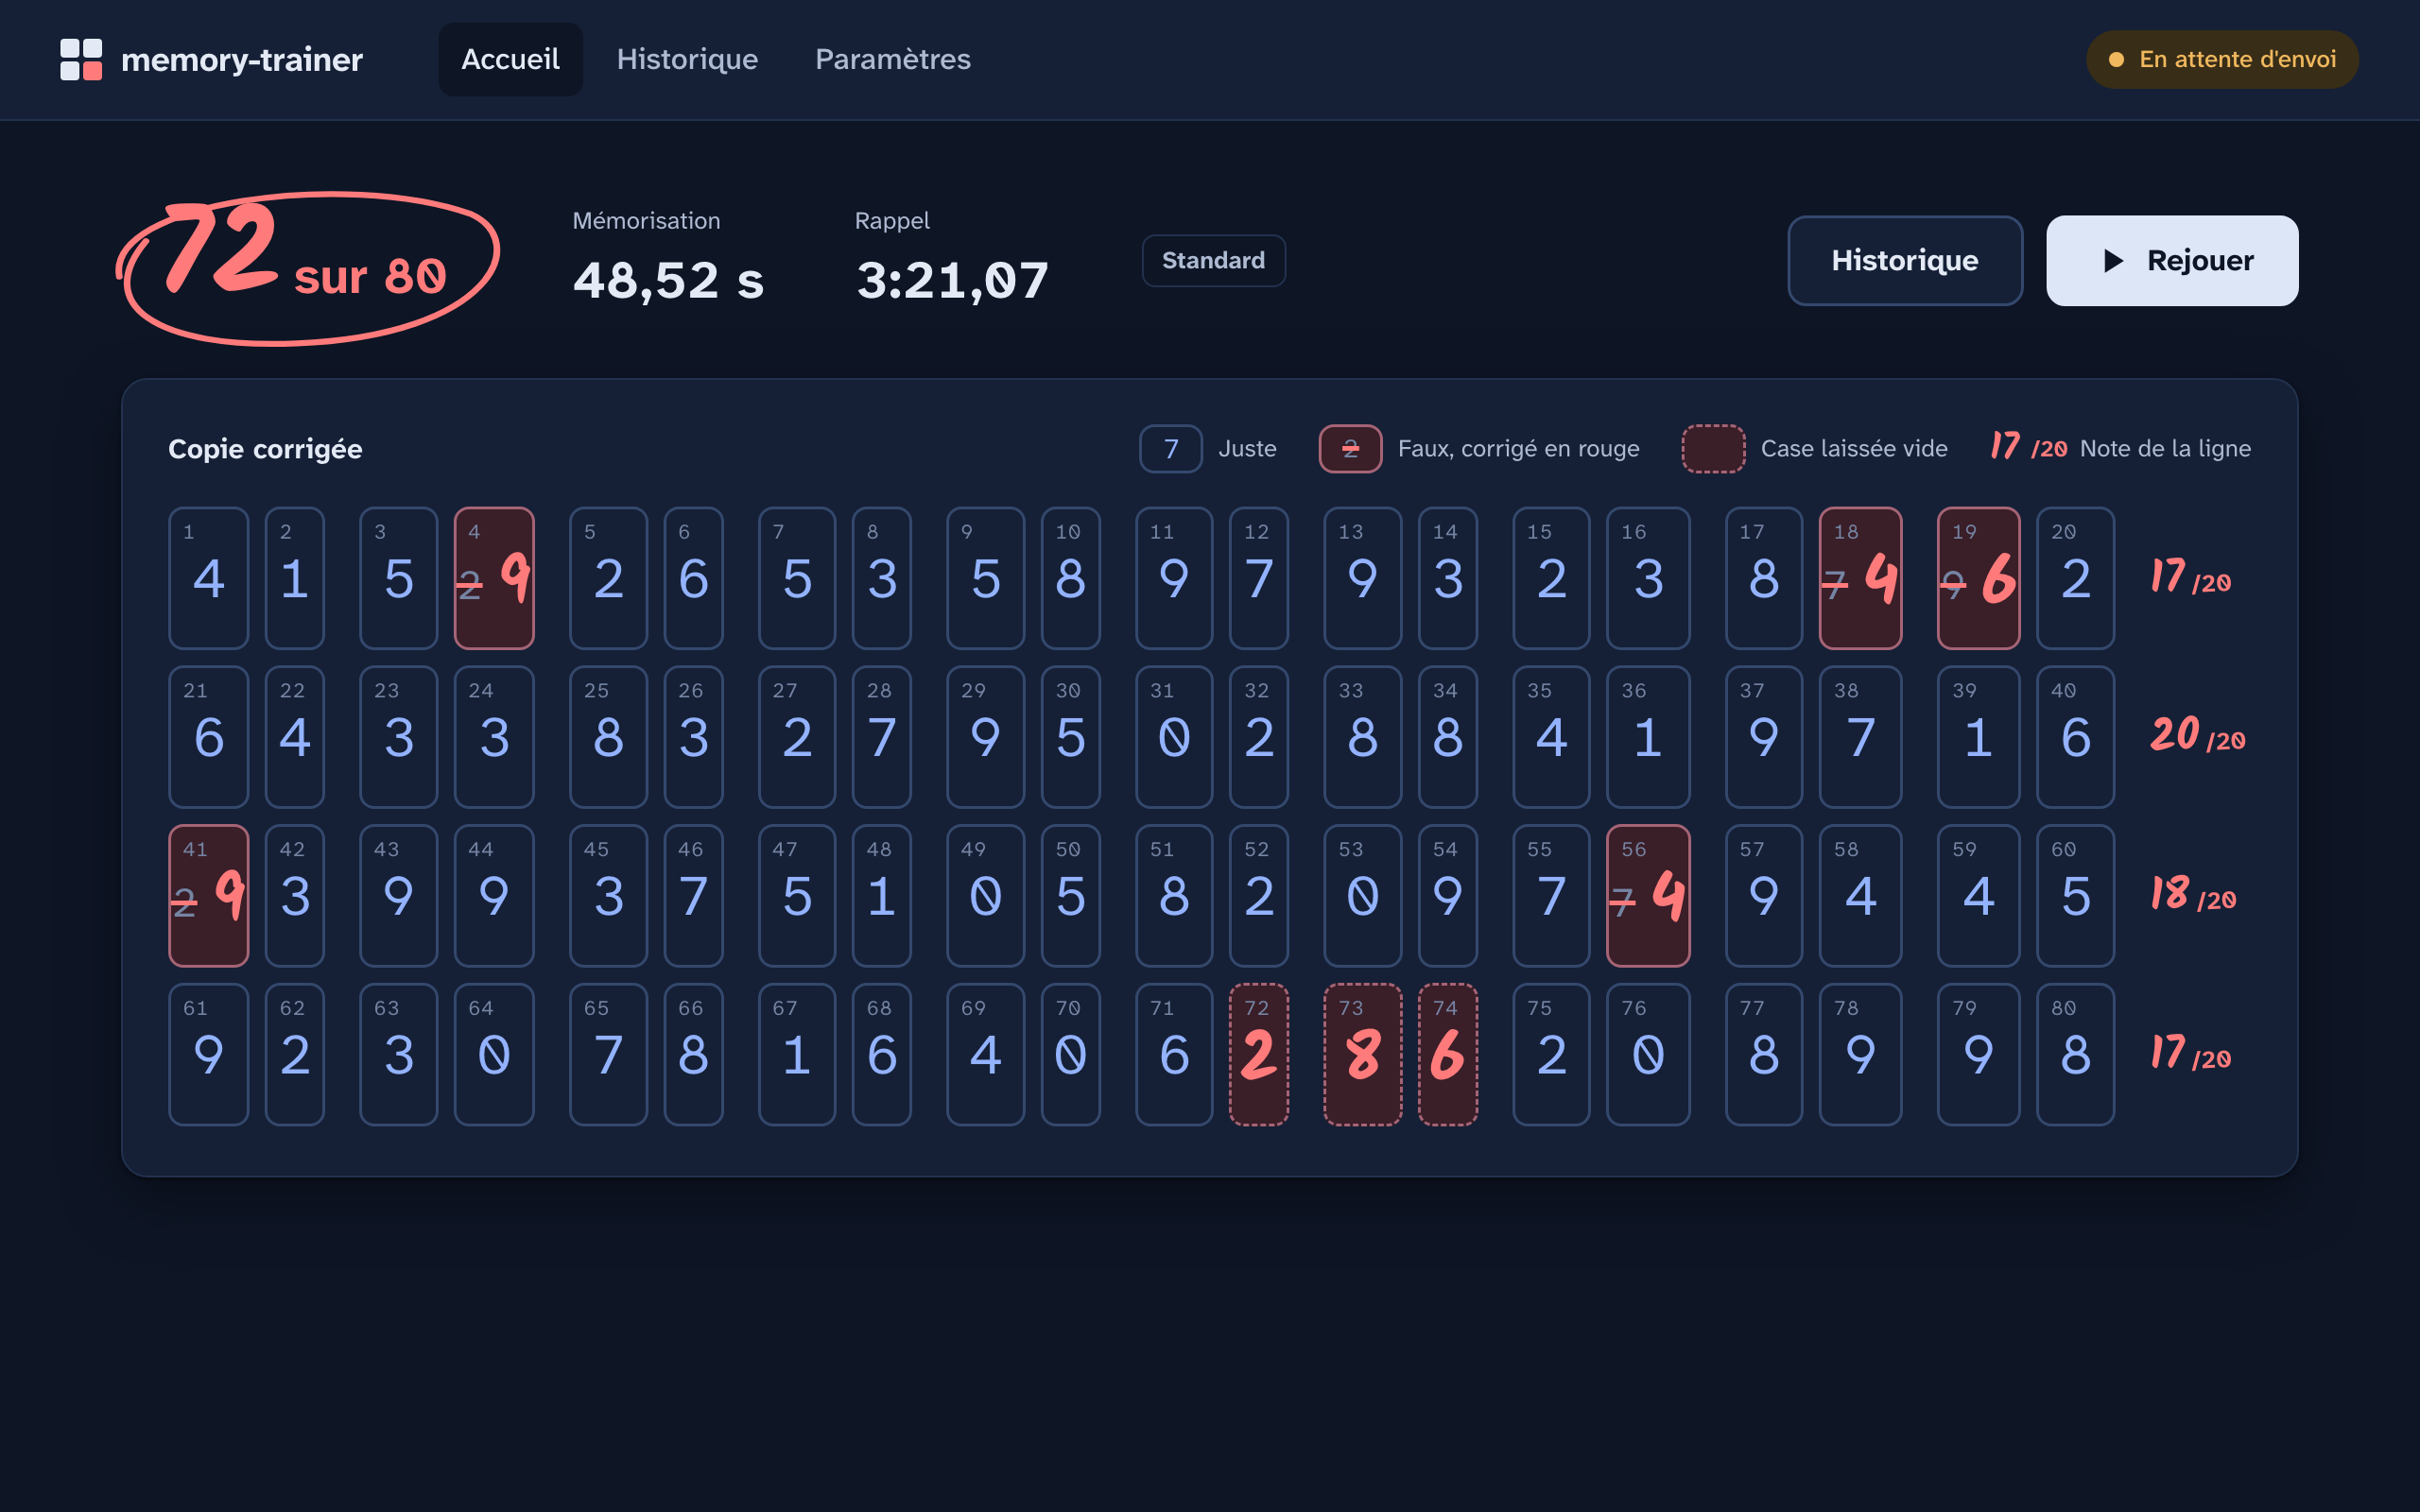 memory-trainer Accueil Historique Paramètres En attente d'envoi
72 sur 80
Mémorisation Rappel
48,52 s 3:21,07 Standard Historique Rejouer
Copie corrigée 7 Juste 2 Faux, corrigé en rouge Case laissée vide 17 /20 Note de la ligne
1 2 3 4 5 6 7 8 9 10 11 12 13 14 15 16 17 18 19 20
4 1 5 2 9 2 6 5 3 5 8 9 7 9 3 2 3 8 7 4 9 6 2 17/20
21 22 23 24 25 26 27 28 29 30 31 32 33 34 35 36 37 38 39 40
6 4 3 3 8 3 2 7 9 5 0 2 8 8 4 1 9 7 1 6 20/20
41 42 43 44 45 46 47 48 49 50 51 52 53 54 55 56 57 58 59 60
2 9 3 9 9 3 7 5 1 0 5 8 2 0 9 7 7 4 9 4 4 5 18/20
61 62 63 64 65 66 67 68 69 70 71 72 73 74 75 76 77 78 79 80
9 2 3 0 7 8 1 6 4 0 6 2 8 6 2 0 8 9 9 8 17/20